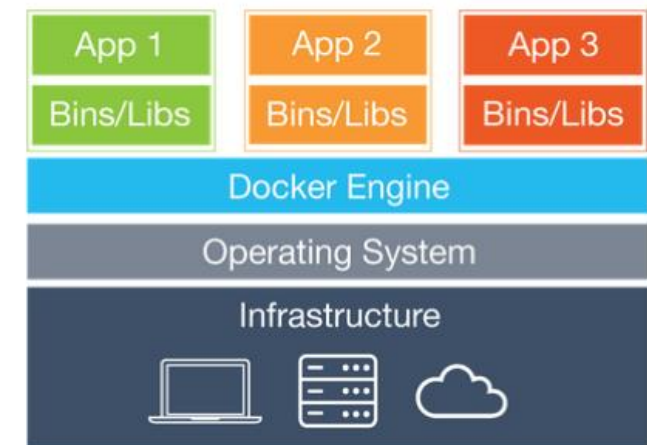 App 1 App 2 App 3
Bins/Libs Bins/Libs Bins/Libs
Docker Engine
Operating System
Infrastructure